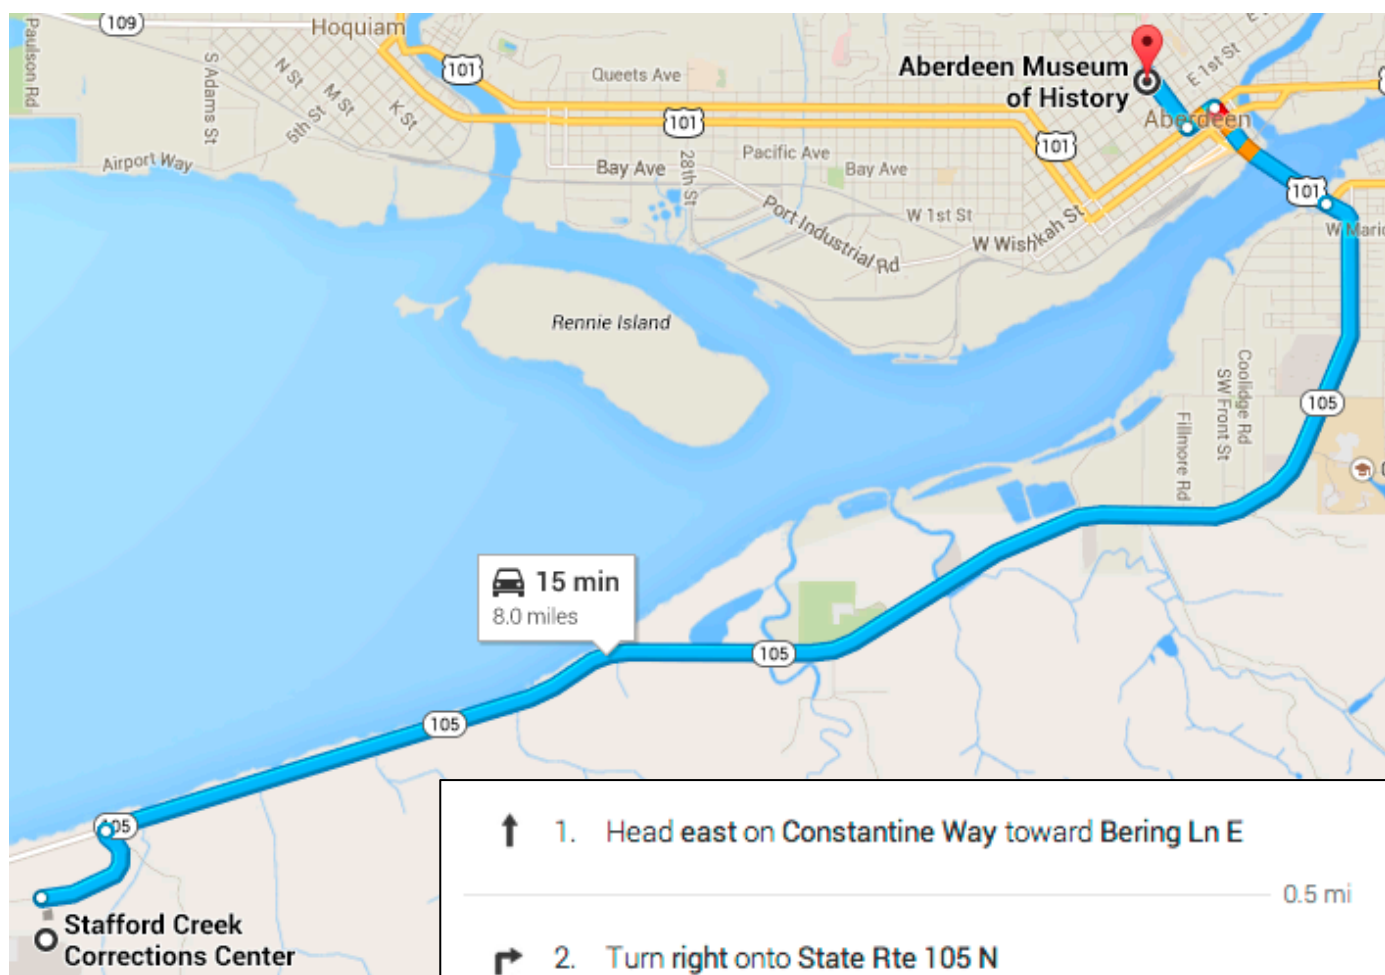 109
Hoquiam
Paulson Rd
S Adams St
N St
M St
K St
5th St
101
Queets Ave
101
Aberdeen Museum
of History
E 1st St
Aberdeen
101
Airport Way
Bay Ave
28th St
Pacific Ave
Bay Ave
W 1st St
Port Industrial Rd
W Wishkah St
101
W Mario
Rennie Island
Coolidge Rd
SW Front St
Fillmore Rd
105
15 min
8.0 miles
105
105
105
Stafford Creek
Corrections Center
1. Head east on Constantine Way toward Bering Ln E
0.5 mi
2. Turn right onto State Rte 105 N